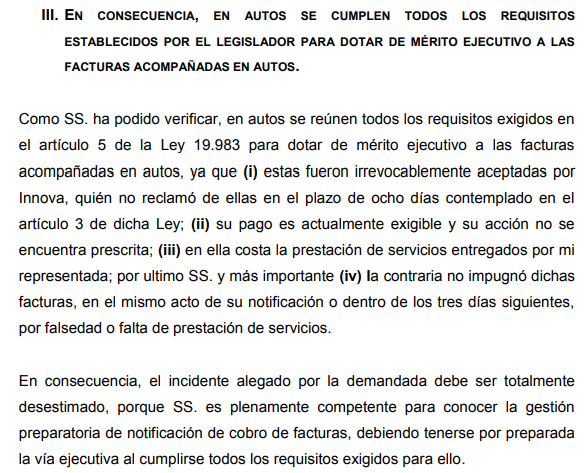 III. EN CONSECUENCIA, EN AUTOS SE CUMPLEN TODOS LOS REQUISITOS
ESTABLECIDOS POR EL LEGISLADOR PARA DOTAR DE MÉRITO EJECUTIVO A LAS
FACTURAS ACOMPAÑADAS EN AUTOS.
Como SS. ha podido verificar, en autos se reúnen todos los requisitos exigidos en
el artículo 5 de la Ley 19.983 para dotar de mérito ejecutivo a las facturas
acompañadas en autos, ya que (i) estas fueron irrevocablemente aceptadas por
Innova, quién no reclamó de ellas en el plazo de ocho días contemplado en el
artículo 3 de dicha Ley; (ii) su pago es actualmente exigible y su acción no se
encuentra prescrita; (iii) en ella costa la prestación de servicios entregados por mi
representada; por ultimo SS. y más importante (iv) la contraria no impugnó dichas
facturas, en el mismo acto de su notificación o dentro de los tres días siguientes,
por falsedad o falta de prestación de servicios.
En consecuencia, el incidente alegado por la demandada debe ser totalmente
desestimado, porque SS. es plenamente competente para conocer la gestión
preparatoria de notificación de cobro de facturas, debiendo tenerse por preparada
la vía ejecutiva al cumplirse todos los requisitos exigidos para ello.